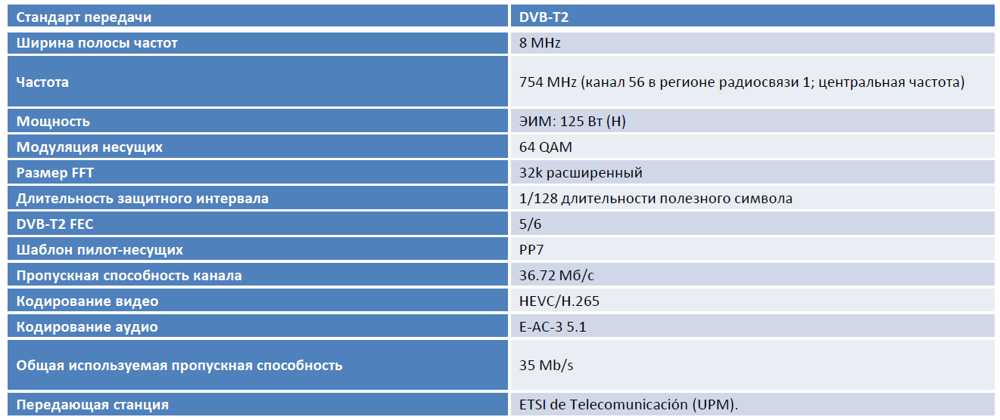 Стандарт передачи DVB-T2
Ширина полосы частот 8 MHz
Частота 754 MHz (канал 56 в регионе радиосвязи 1; центральная частота)
Мощность ЭИМ: 125 Вт (H)
Модуляция несущих 64 QAM
Размер FFT 32k расширенный
Длительность защитного интервала 1/128 длительности полезного символа
DVB-T2 FEC 5/6
Шаблон пилот-несущих PP7
Пропускная способность канала 36.72 Мб/с
Кодирование видео HEVC/H.265
Кодирование аудио E-AC-3 5.1
Общая используемая пропускная способность 35 Mb/s
Передающая станция ETSI de Telecomunicación (UPM).